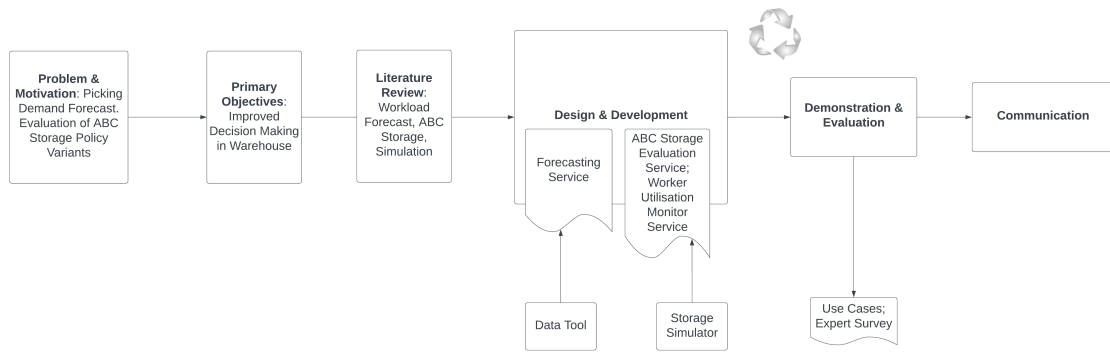 Problem &
Motivation: Picking
Demand Forecast.
Evaluation of ABC
Storage Policy
Variants
Primary
Objectives:
Improved
Decision Making
in Warehouse
Literature
Review:
Workload
Forecast, ABC
Storage,
Simulation
Design & Development
Forecasting
Service
ABC Storage
Evaluation
Service;
Worker
Utilisation
Monitor
Service
Data Tool
Storage
Simulator
Demonstration &
Evaluation
Use Cases;
Expert Survey
Communication